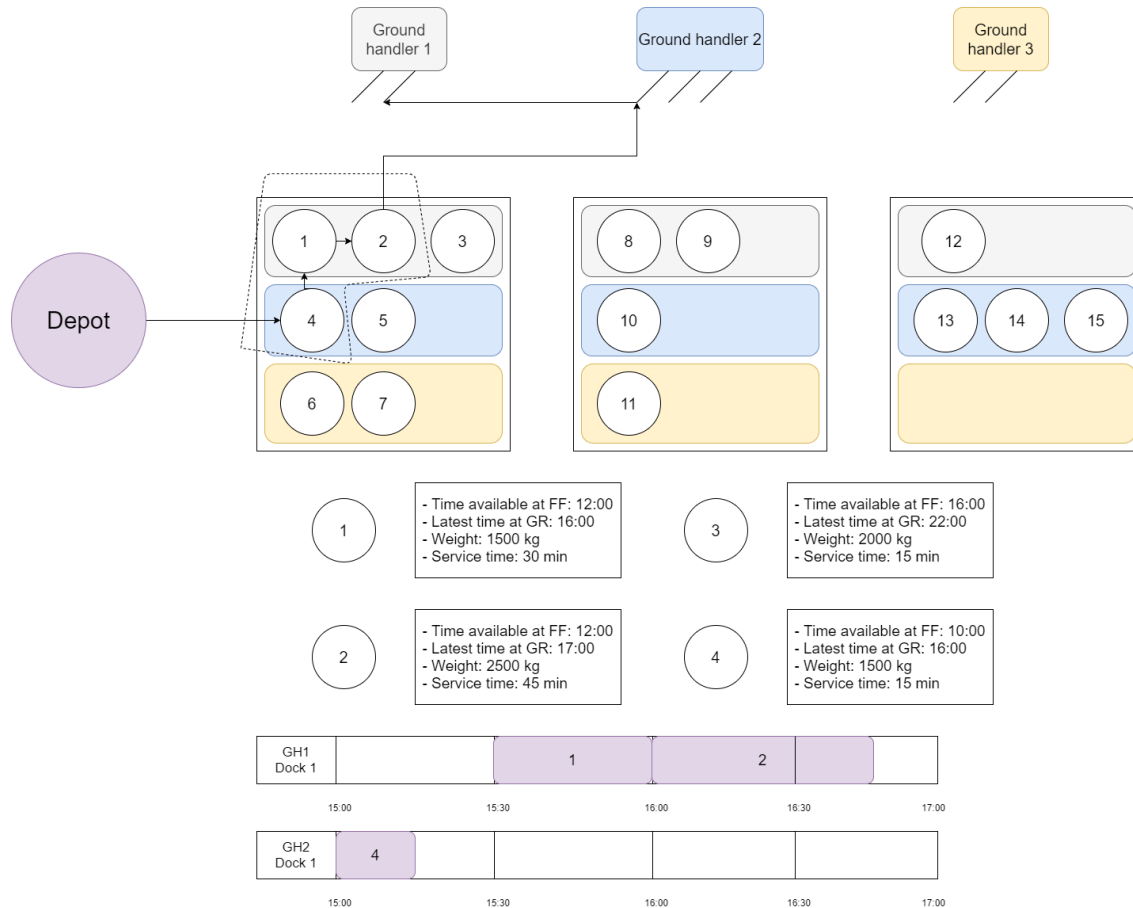 Ground
handler 1
Ground handler 2
Ground
handler 3
Depot
1
2
3
4
5
6
7
8
9
10
11
12
13
14
15
1
- Time available at FF: 12:00
- Latest time at GR: 16:00
- Weight: 1500 kg
- Service time: 30 min
3
- Time available at FF: 16:00
- Latest time at GR: 22:00
- Weight: 2000 kg
- Service time: 15 min
2
- Time available at FF: 12:00
- Latest time at GR: 17:00
- Weight: 2500 kg
- Service time: 45 min
4
- Time available at FF: 10:00
- Latest time at GR: 16:00
- Weight: 1500 kg
- Service time: 15 min
GH1
Dock 1
1
2
15:00
15:30
16:00
16:30
17:00
GH2
Dock 1
4
15:00
15:30
16:00
16:30
17:00